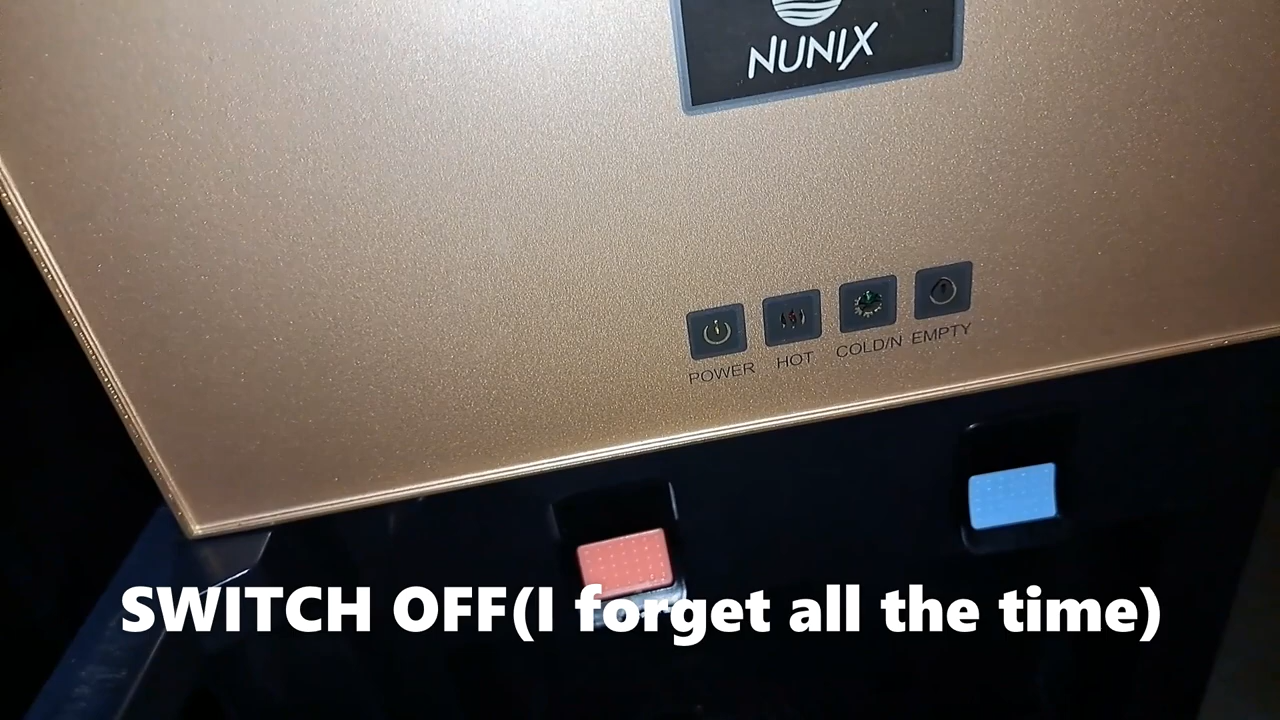 NUNIX
POWER HOT COLD/N EMPTY
SWITCH OFF(I forget all the time)